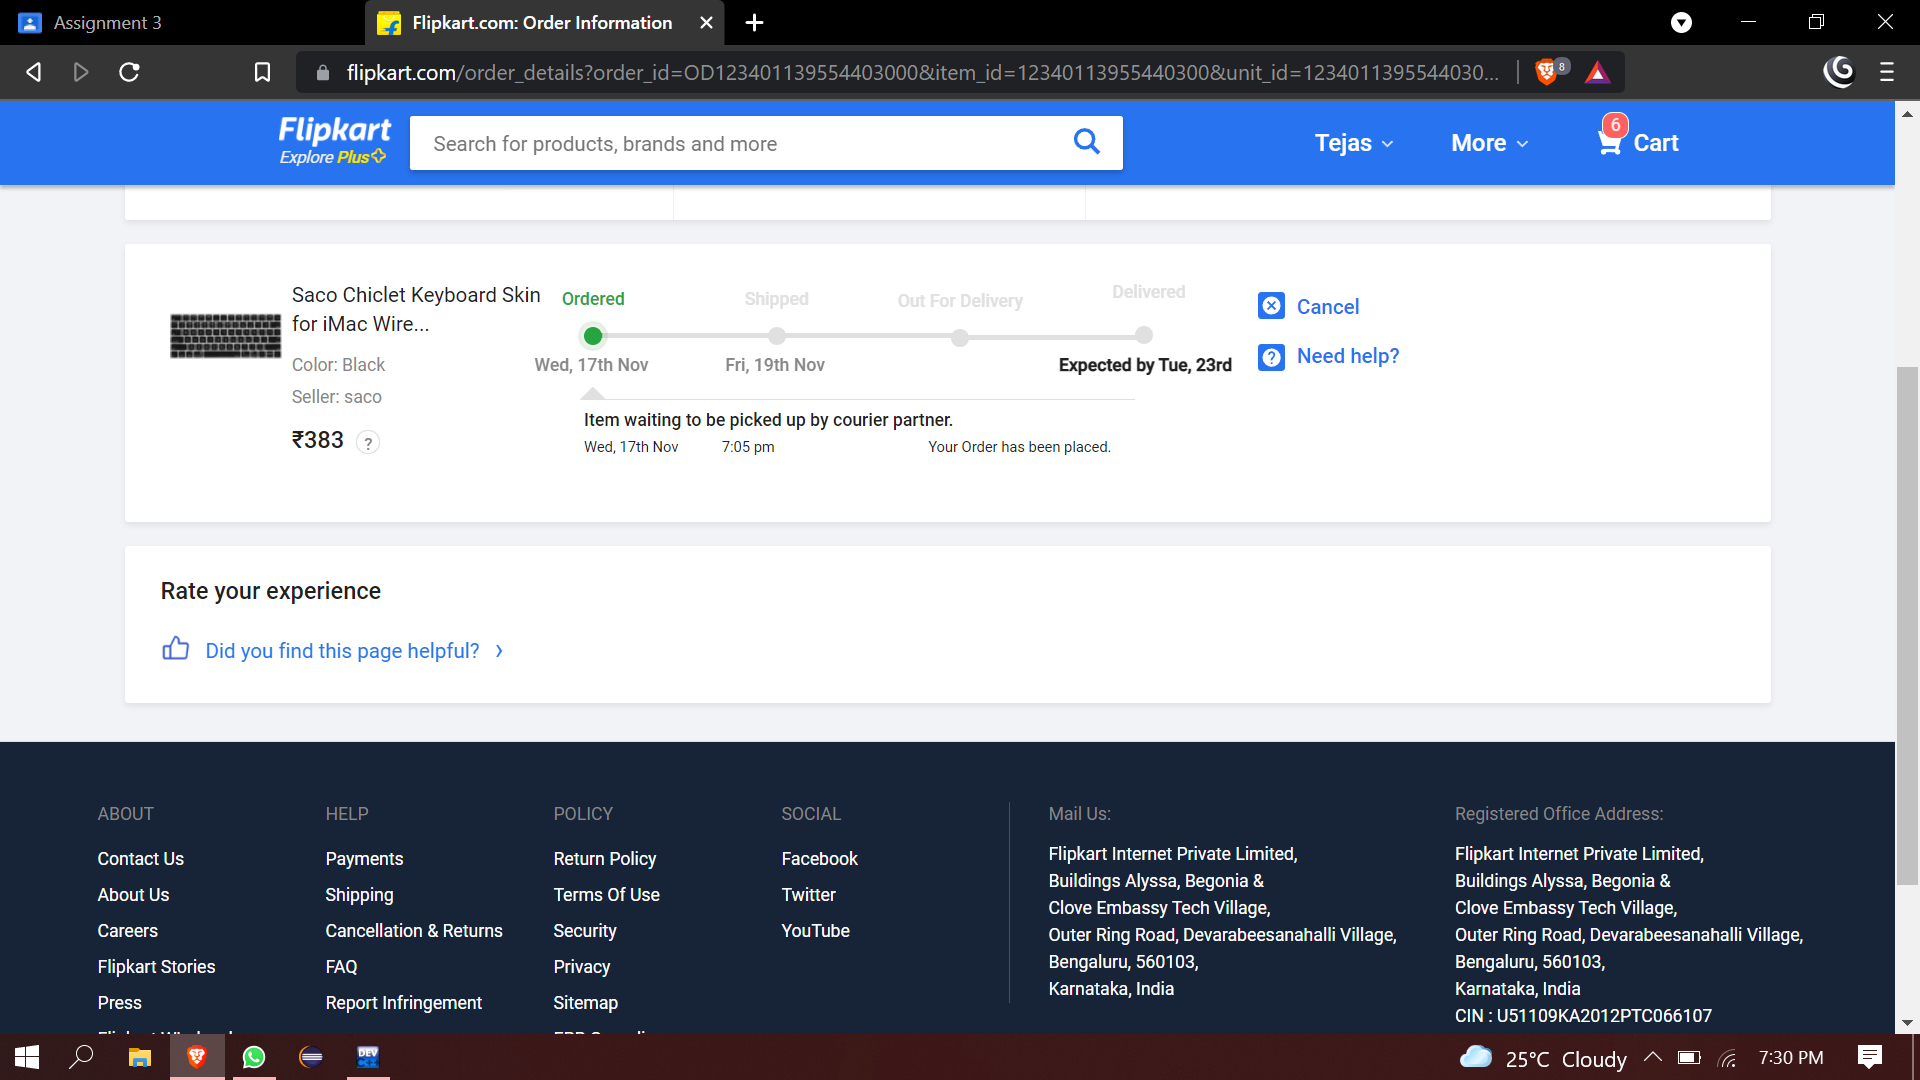 Assignment 3
Flipkart.com: Order Information
flipkart.com/order_details?order_id=OD123401139554403000&item_id=12340113955440300&unit_id=1234011395544030...
8
Flipkart
Explore Plus
Search for products, brands and more
Tejas
More
6
Cart
Saco Chiclet Keyboard Skin
for iMac Wire...
Color: Black
Seller: saco
₹383
?
Ordered
Shipped
Out For Delivery
Delivered
Wed, 17th Nov
Fri, 19th Nov
Expected by Tue, 23rd
Item waiting to be picked up by courier partner.
Wed, 17th Nov 7:05 pm Your Order has been placed.
Cancel
Need help?
Rate your experience
Did you find this page helpful?
ABOUT
Contact Us
About Us
Careers
Flipkart Stories
Press
HELP
Payments
Shipping
Cancellation & Returns
FAQ
Report Infringement
POLICY
Return Policy
Terms Of Use
Security
Privacy
Sitemap
SOCIAL
Facebook
Twitter
YouTube
Mail Us:
Flipkart Internet Private Limited,
Buildings Alyssa, Begonia &
Clove Embassy Tech Village,
Outer Ring Road, Devarabeesanahalli Village,
Bengaluru, 560103,
Karnataka, India
Registered Office Address:
Flipkart Internet Private Limited,
Buildings Alyssa, Begonia &
Clove Embassy Tech Village,
Outer Ring Road, Devarabeesanahalli Village,
Bengaluru, 560103,
Karnataka, India
CIN : U51109KA2012PTC066107
DEV
25°C Cloudy
7:30 PM